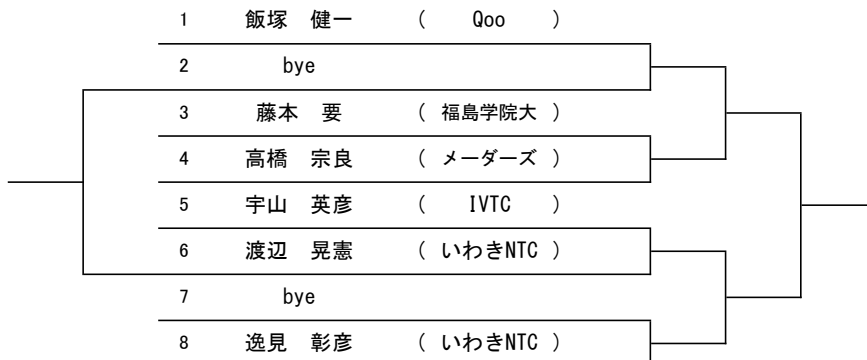 1 飯塚 健一 ( Qoo )
2 bye
3 藤本 要 ( 福島学院大 )
4 高橋 宗良 ( メーダーズ )
5 宇山 英彦 ( IVTC )
6 渡辺 晃憲 ( いわきNTC )
7 bye
8 逸見 彰彦 ( いわきNTC )